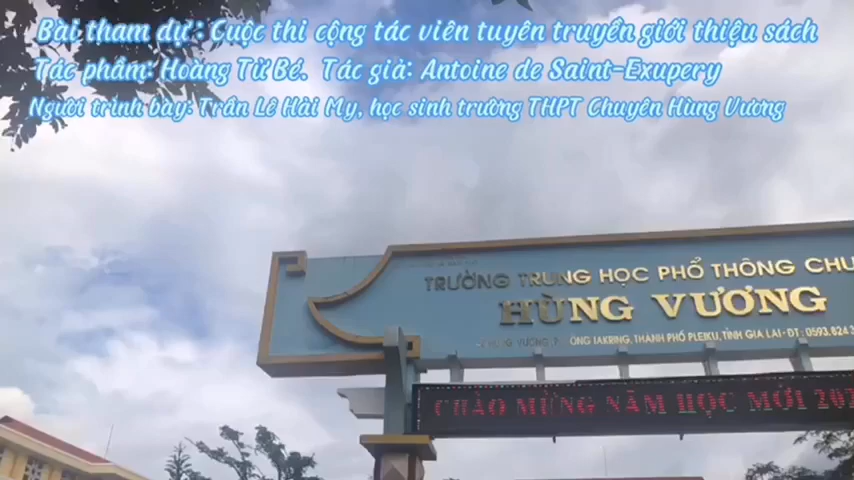 Bài tham dự : Cuộc thi cộng tác viên tuyên truyền giới thiệu sách
Tác phẩm: Hoàng Tử Bé. Tác giả: Antoine de Saint-Exupery
Người trình bày: Trần Lê Hải My, học sinh trường THPT Chuyên Hùng Vương
TRƯỜNG TRUNG HỌC PHỔ THÔNG CHU
HÙNG VƯƠNG
VƯƠNG, P. IAKRING, THÀNH PHỐ PLEIKU, TỈNH GIA LAI - ĐT: 0593.824
CHÀO MỪNG NĂM HỌC MỚI 202